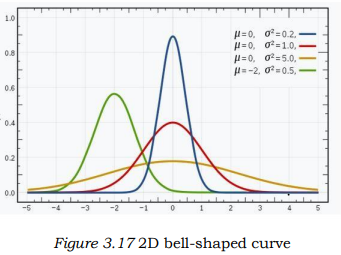 1.0
μ=0, σ²=0.2,
μ=0, σ²=1.0,
0.8
μ=0, σ²=5.0,
μ=-2, σ²=0.5,
0.6
0.4
0.2
0.0
-5 -4 -3 -2 -1 0 1 2 3 4 5
Figure 3.17 2D bell-shaped curve